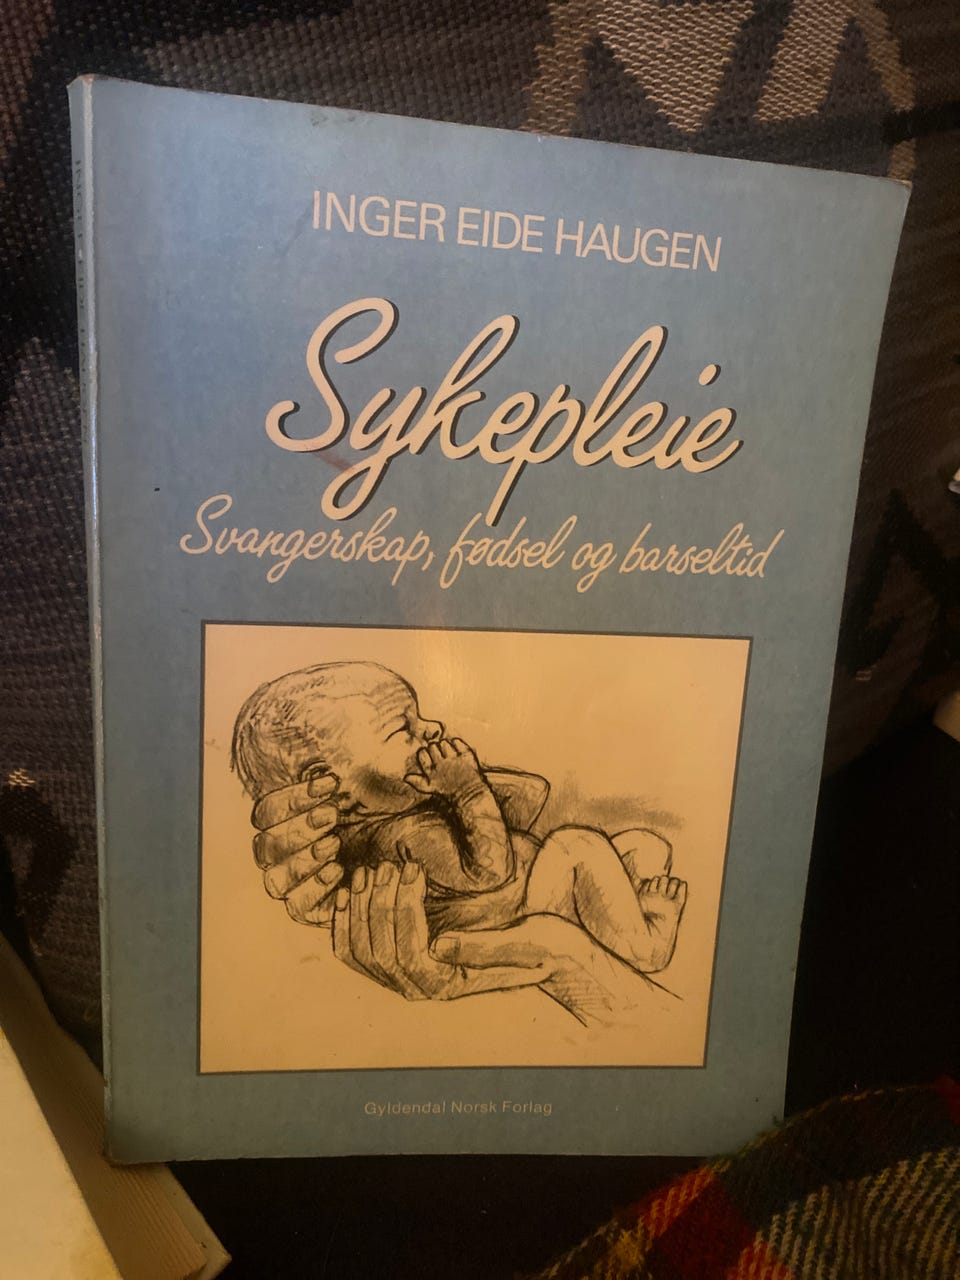 INGER EIDE HAUGEN
Sykepleie
Svangerskap, fødsel og barseltid
Gyldendal Norsk Forlag